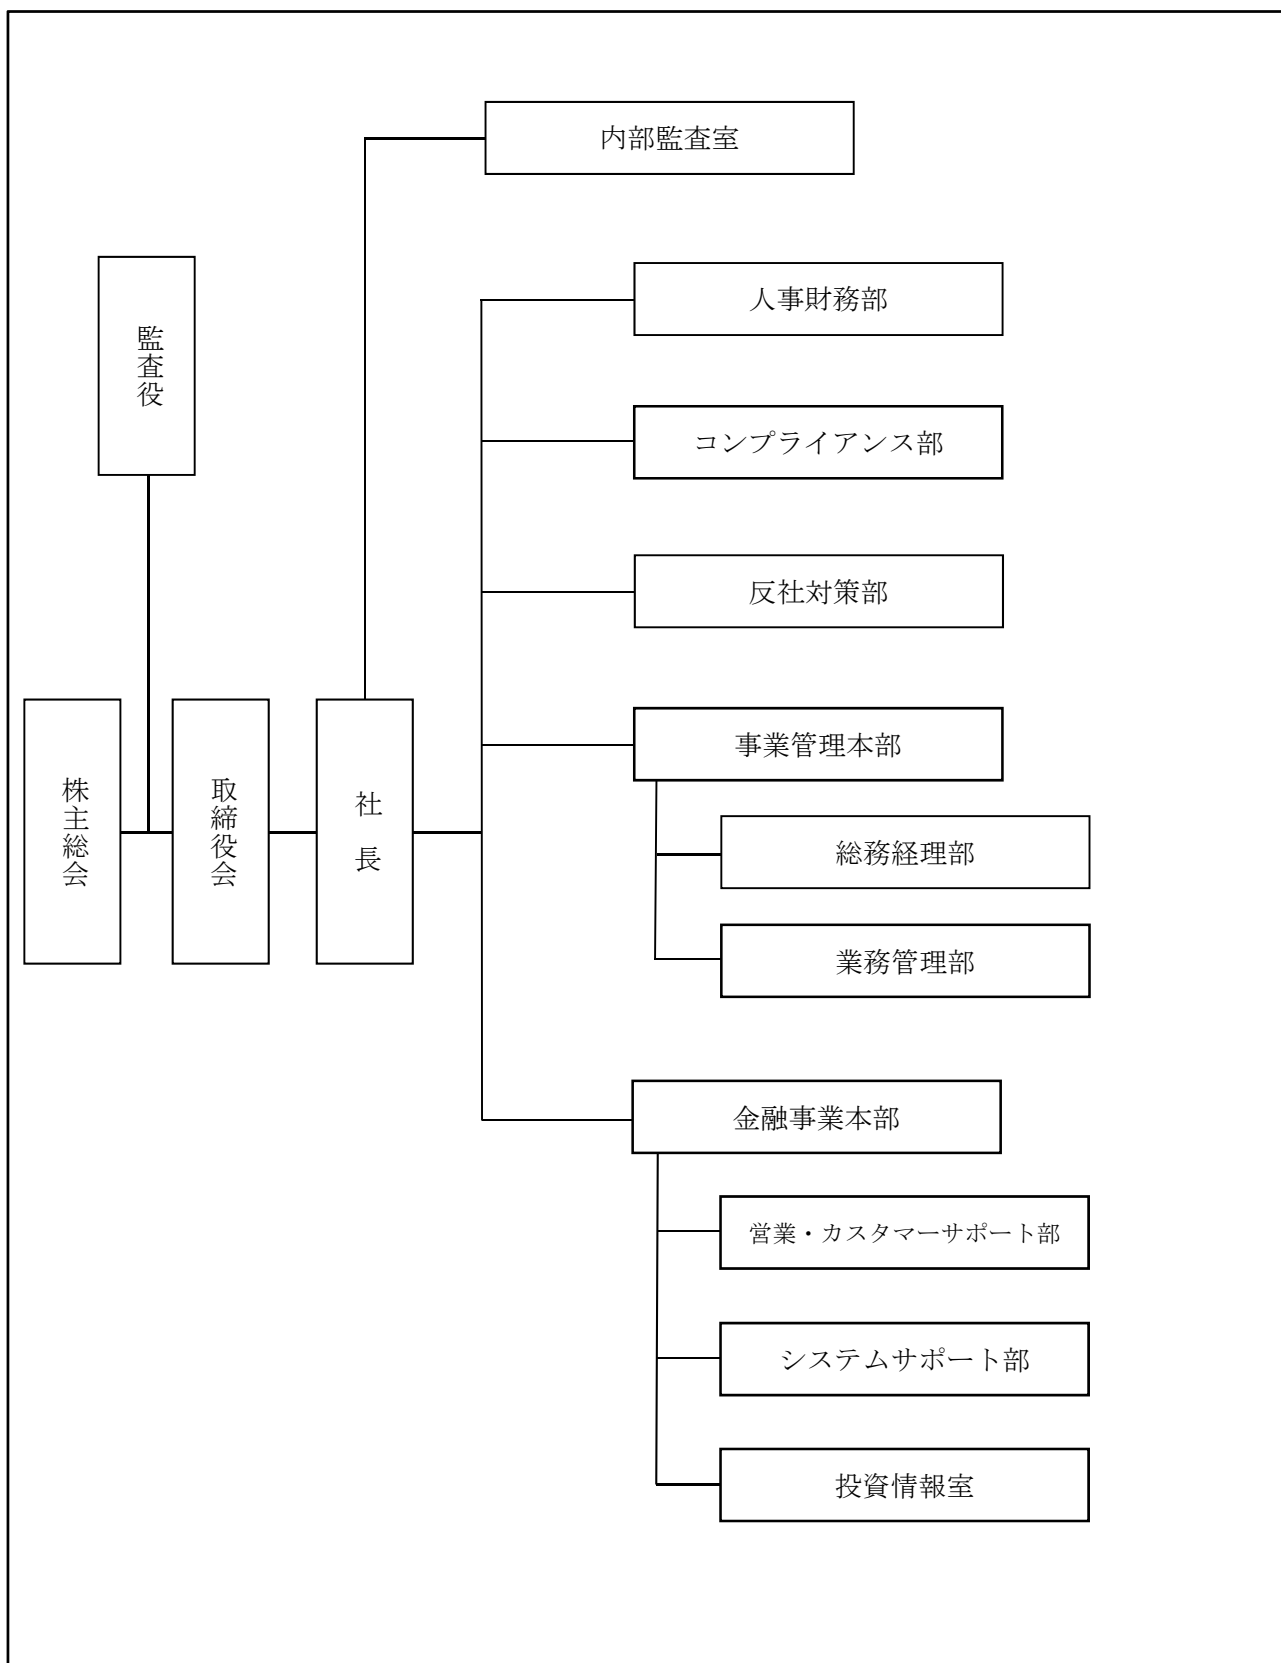 内部監査室
監査役
株主総会
取締役会
社長
人事財務部
コンプライアンス部
反社対策部
事業管理本部
総務経理部
業務管理部
金融事業本部
営業・カスタマーサポート部
システムサポート部
投資情報室